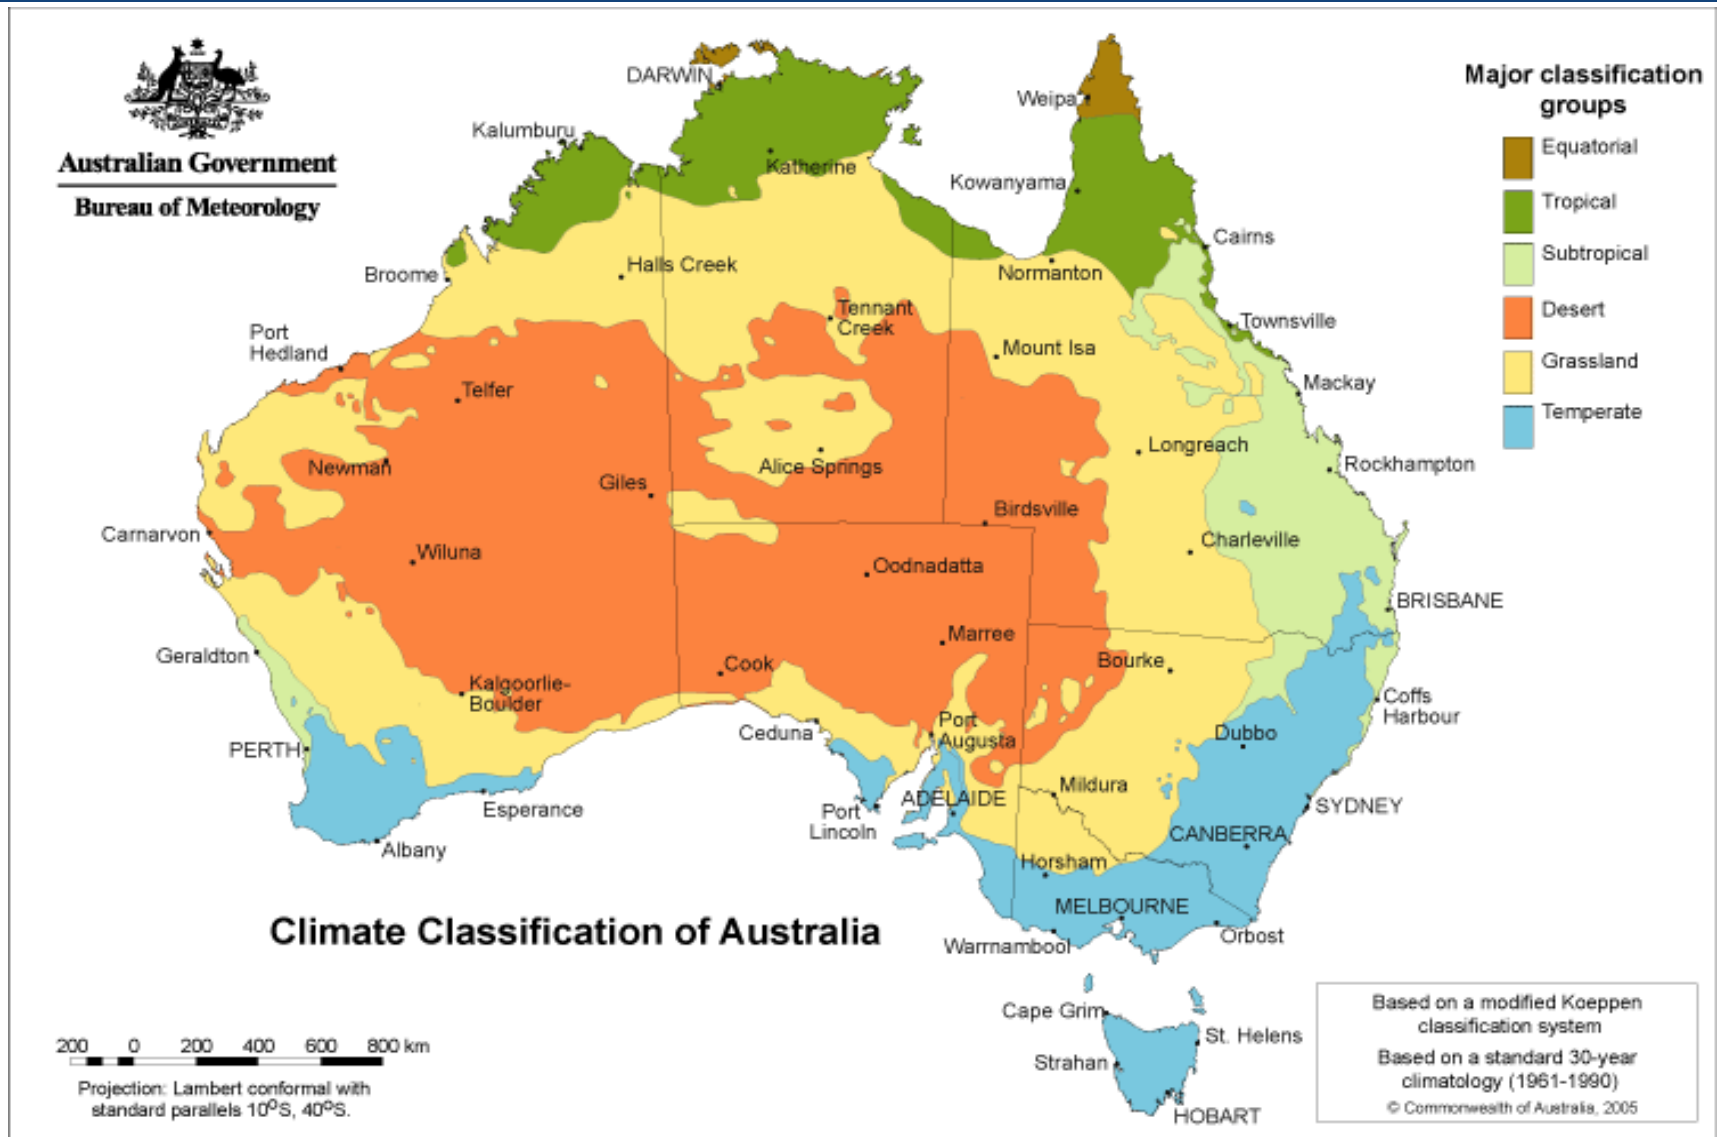 Australian Government
Bureau of Meteorology
Major classification
groups
Equatorial
Tropical
Subtropical
Desert
Grassland
Temperate
DARWIN
Weipa
Kalumburu
Katherine
Kowanyama
Cairns
Broome
Halls Creek
Normanton
Port
Hedland
Tennant
Creek
Townsville
Mount Isa
Telfer
Mackay
Newman
Alice Springs
Longreach
Rockhampton
Giles
Birdsville
Carnarvon
Wiluna
Charleville
Oodnadatta
BRISBANE
Geraldton
Marree
Cook
Bourke
Kalgoorlie-
Boulder
Coffs
Harbour
PERTH
Ceduna
Port
Augusta
Dubbo
Esperance
Mildura
ADELAIDE
SYDNEY
Port
Lincoln
CANBERRA
Albany
Horsham
MELBOURNE
Climate Classification of Australia
Warrnambool
Orbost
Cape Grim
St. Helens
Strahan
HOBART
200 0 200 400 600 800 km
Projection: Lambert conformal with
standard parallels 10°S, 40°S.
Based on a modified Koeppen
classification system
Based on a standard 30-year
climatology (1961-1990)
© Commonwealth of Australia, 2005